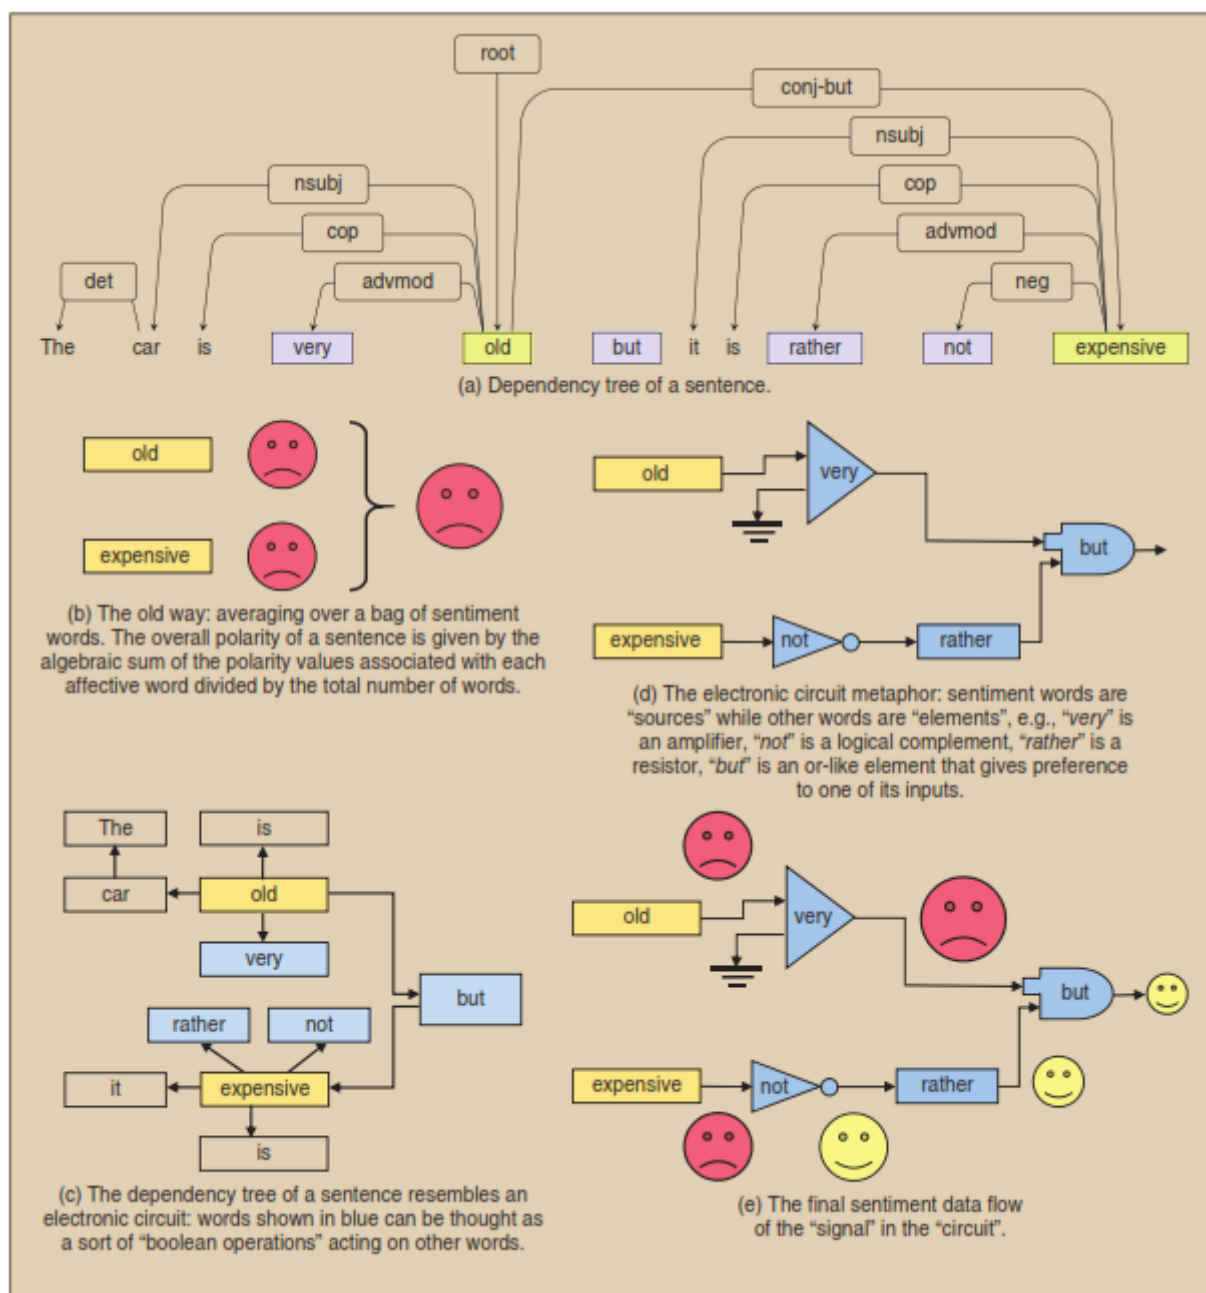 root
conj-but
nsubj
nsubj
cop
cop
advmod
advmod
det
neg
The car is very old but it is rather not expensive
(a) Dependency tree of a sentence.
old
expensive
(b) The old way: averaging over a bag of sentiment
words. The overall polarity of a sentence is given by the
algebraic sum of the polarity values associated with each
affective word divided by the total number of words.
old
very
but
expensive
not
rather
(d) The electronic circuit metaphor: sentiment words are
“sources” while other words are “elements”, e.g., “very” is
an amplifier, “not” is a logical complement, “rather” is a
resistor, “but” is an or-like element that gives preference
to one of its inputs.
The
is
car
old
very
but
rather
not
it
expensive
is
(c) The dependency tree of a sentence resembles an
electronic circuit: words shown in blue can be thought as
a sort of “boolean operations” acting on other words.
old
very
but
expensive
not
rather
(e) The final sentiment data flow
of the “signal” in the “circuit”.